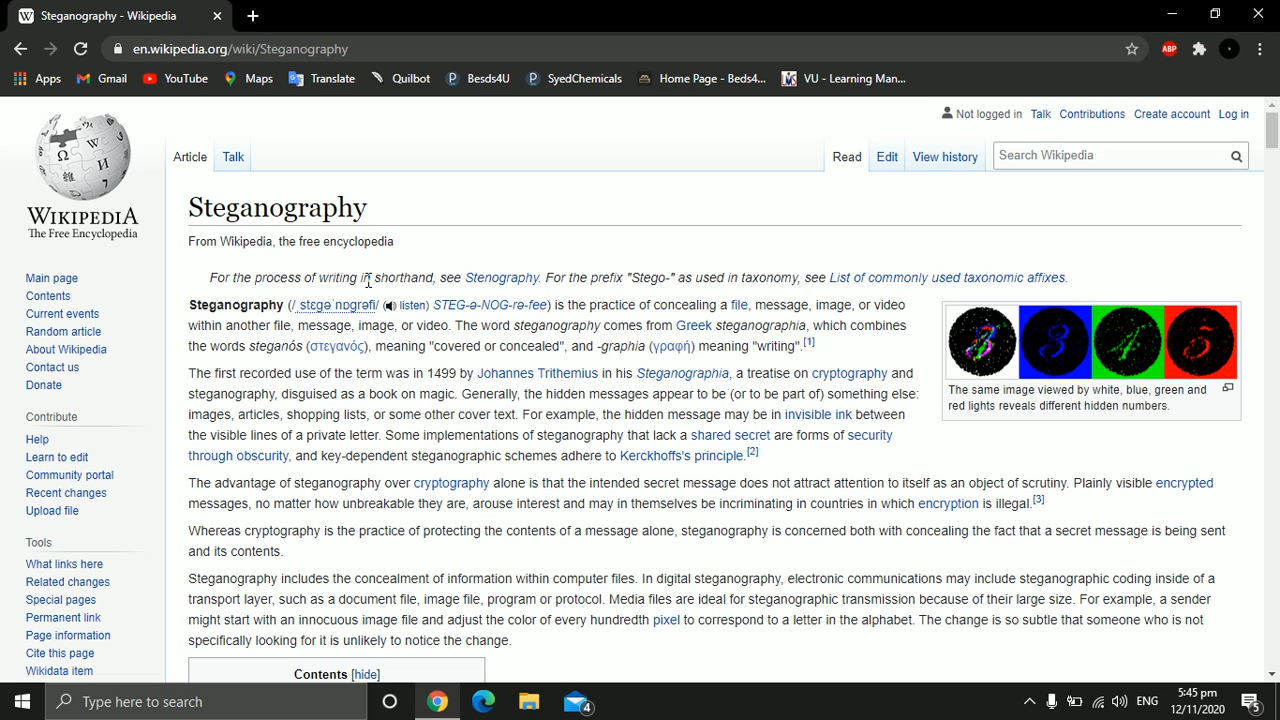 Steganography - Wikipedia
en.wikipedia.org/wiki/Steganography
ABP
Apps Gmail YouTube Maps Translate Quilbot Besds4U SyedChemicals Home Page - Beds4... VU - Learning Man...
Not logged in Talk Contributions Create account Log in
Article Talk Read Edit View history Search Wikipedia
WIKIPEDIA
The Free Encyclopedia
Main page
Contents
Current events
Random article
About Wikipedia
Contact us
Donate
Contribute
Help
Learn to edit
Community portal
Recent changes
Upload file
Tools
What links here
Related changes
Special pages
Permanent link
Page information
Cite this page
Wikidata item
Steganography
From Wikipedia, the free encyclopedia
For the process of writing in shorthand, see Stenography. For the prefix "Stego-" as used in taxonomy, see List of commonly used taxonomic affixes.
Steganography (/ˌstɛɡəˈnɒɡrəfi/ (listen) STEG-ə-NOG-rə-fee) is the practice of concealing a file, message, image, or video
within another file, message, image, or video. The word steganography comes from Greek steganographia, which combines
the words steganós (στεγανός), meaning "covered or concealed", and -graphia (γραφή) meaning "writing".[1]
The first recorded use of the term was in 1499 by Johannes Trithemius in his Steganographia, a treatise on cryptography and
steganography, disguised as a book on magic. Generally, the hidden messages appear to be (or to be part of) something else:
images, articles, shopping lists, or some other cover text. For example, the hidden message may be in invisible ink between
the visible lines of a private letter. Some implementations of steganography that lack a shared secret are forms of security
through obscurity, and key-dependent steganographic schemes adhere to Kerckhoffs's principle.[2]
3 4 5
The same image viewed by white, blue, green and
red lights reveals different hidden numbers.
The advantage of steganography over cryptography alone is that the intended secret message does not attract attention to itself as an object of scrutiny. Plainly visible encrypted
messages, no matter how unbreakable they are, arouse interest and may in themselves be incriminating in countries in which encryption is illegal.[3]
Whereas cryptography is the practice of protecting the contents of a message alone, steganography is concerned both with concealing the fact that a secret message is being sent
and its contents.
Steganography includes the concealment of information within computer files. In digital steganography, electronic communications may include steganographic coding inside of a
transport layer, such as a document file, image file, program or protocol. Media files are ideal for steganographic transmission because of their large size. For example, a sender
might start with an innocuous image file and adjust the color of every hundredth pixel to correspond to a letter in the alphabet. The change is so subtle that someone who is not
specifically looking for it is unlikely to notice the change.
Contents [hide]
Type here to search
4
ENG
5:45 pm
12/11/2020
5